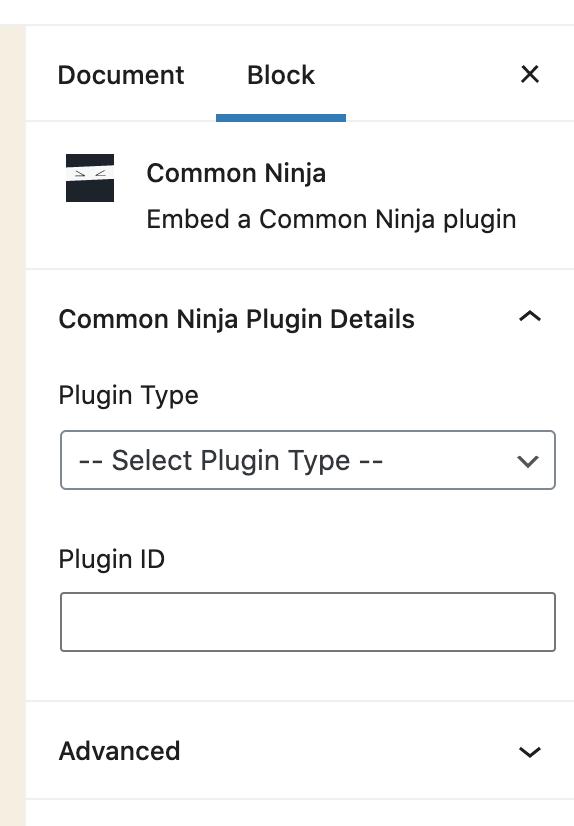 Document Block
Common Ninja
Embed a Common Ninja plugin
Common Ninja Plugin Details
Plugin Type
-- Select Plugin Type --
Plugin ID
Advanced